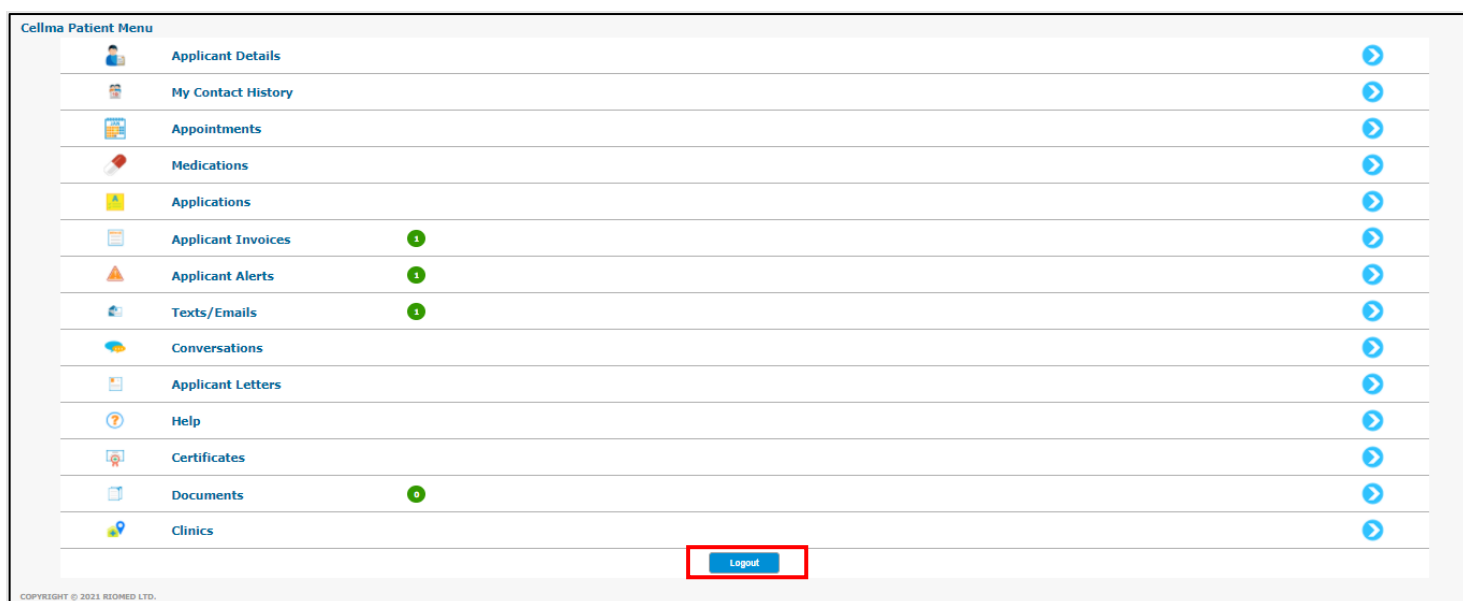 Cellma Patient Menu
Applicant Details
My Contact History
Appointments
Medications
Applications
Applicant Invoices 1
Applicant Alerts 1
Texts/Emails 1
Conversations
Applicant Letters
Help
Certificates
Documents 0
Clinics
Logout
COPYRIGHT © 2021 RIOMED LTD.